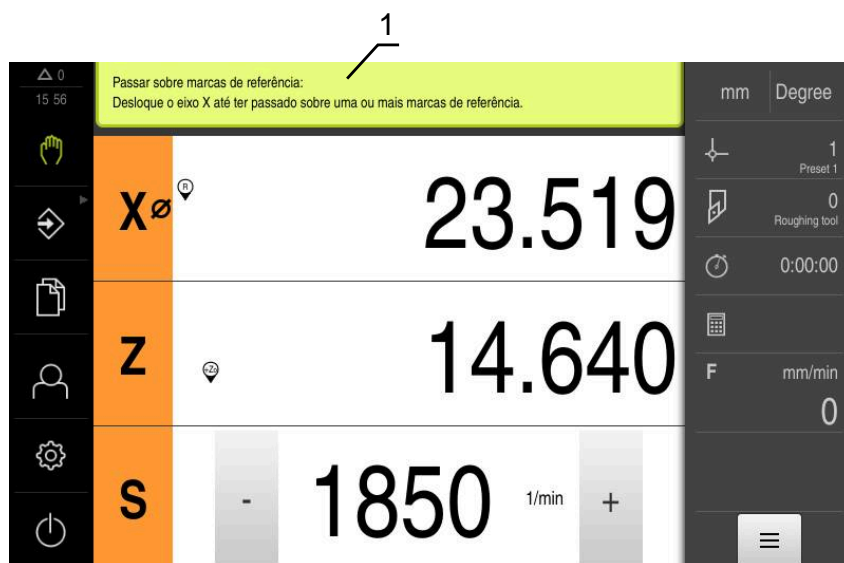 1
0
15 56
Passar sobre marcas de referência:
Desloque o eixo X até ter passado sobre uma ou mais marcas de referência.
mm Degree
X⌀ R 23.519
1
Preset 1
0
Roughing tool
0:00:00
Z +Zo 14.640
F mm/min
0
S - 1850 1/min +